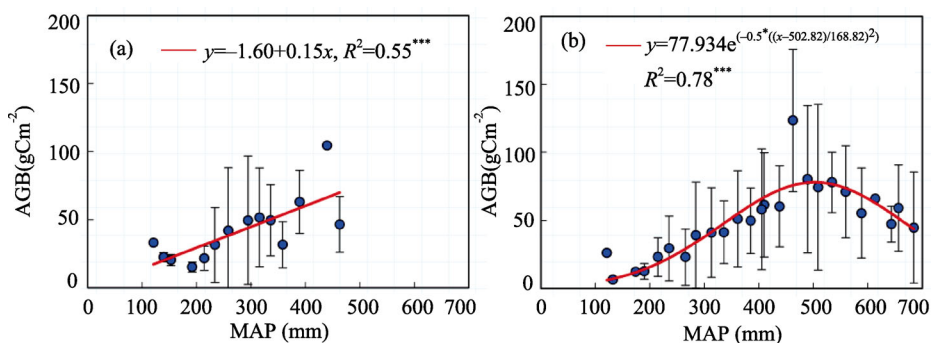 (a)
y=–1.60+0.15x, R²=0.55***
AGB(gCm⁻²)
200
150
100
50
0
0 100 200 300 400 500 600 700
MAP (mm)
(b)
y=77.934e(–0.5*((x–502.82)/168.82)²)
R²=0.78***
AGB(gCm⁻²)
200
150
100
50
0
0 100 200 300 400 500 600 700
MAP (mm)